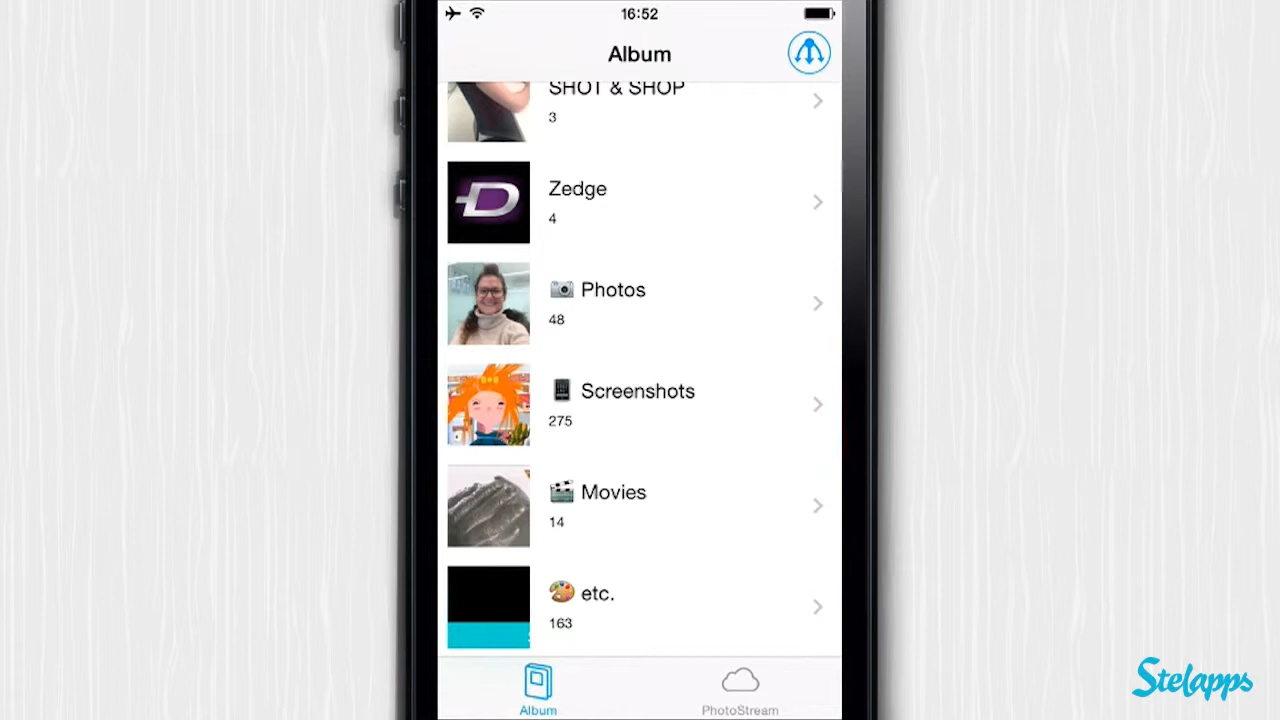 16:52
Album
SHOT & SHOP
3
Zedge
4
Photos
48
Screenshots
275
Movies
14
etc.
163
Album
PhotoStream
Stelapps